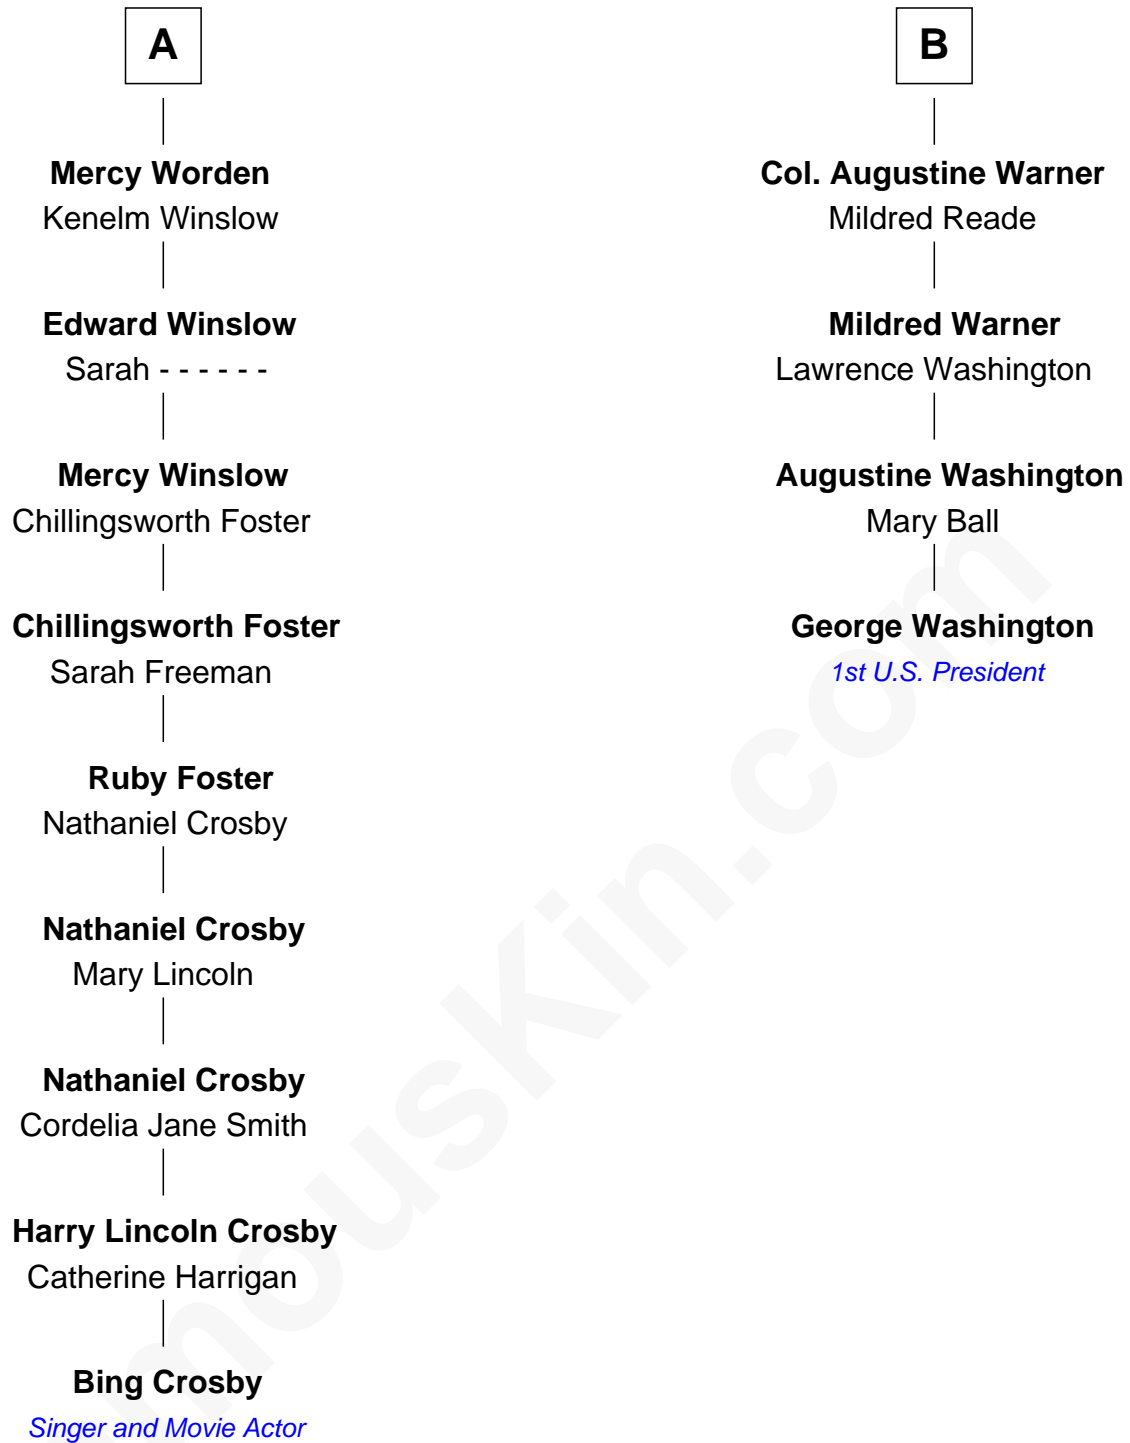 A
Mercy Worden
Kenelm Winslow
Edward Winslow
Sarah - - - - - -
Mercy Winslow
Chillingsworth Foster
Chillingsworth Foster
Sarah Freeman
Ruby Foster
Nathaniel Crosby
Nathaniel Crosby
Mary Lincoln
Nathaniel Crosby
Cordelia Jane Smith
Harry Lincoln Crosby
Catherine Harrigan
Bing Crosby
Singer and Movie Actor
B
Col. Augustine Warner
Mildred Reade
Mildred Warner
Lawrence Washington
Augustine Washington
Mary Ball
George Washington
1st U.S. President
mousKin.com